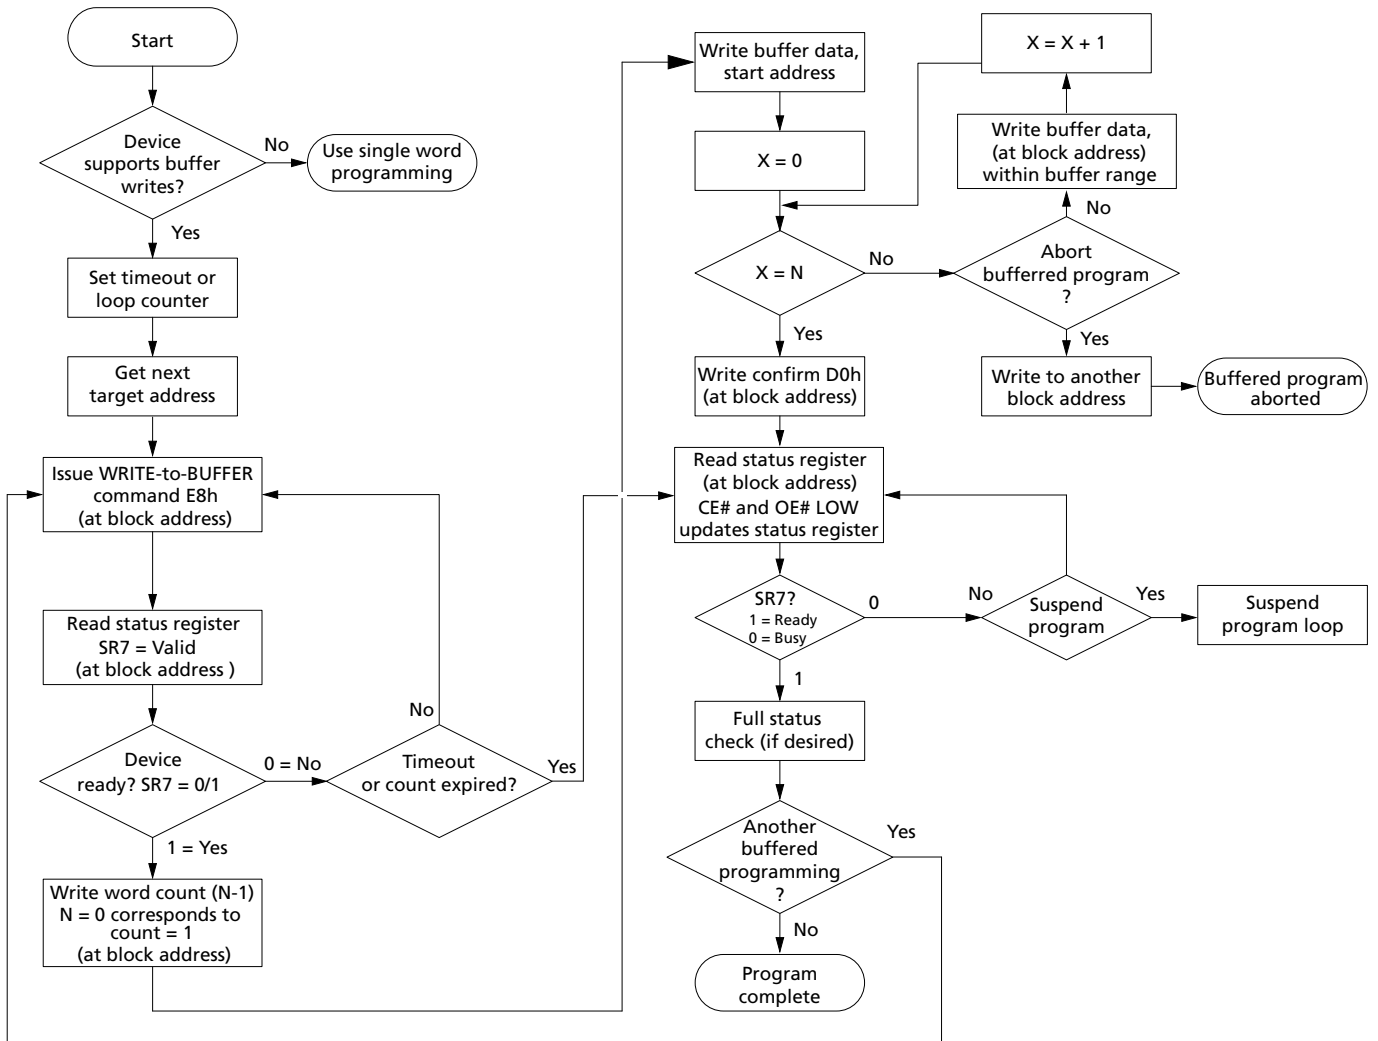 Start
Device
supports buffer
writes?
No
Use single word
programming
Yes
Set timeout or
loop counter
Get next
target address
Issue WRITE-to-BUFFER
command E8h
(at block address)
Read status register
SR7 = Valid
(at block address )
Device
ready? SR7 = 0/1
0 = No
No
Timeout
or count expired?
Yes
1 = Yes
Write word count (N-1)
N = 0 corresponds to
count = 1
(at block address)
Write buffer data,
start address
X = 0
X = N
No
Abort
bufferred program
?
No
Write buffer data,
(at block address)
within buffer range
X = X + 1
Yes
Write to another
block address
Buffered program
aborted
Yes
Write confirm D0h
(at block address)
Read status register
(at block address)
CE# and OE# LOW
updates status register
SR7?
1 = Ready
0 = Busy
0
No
Suspend
program
Yes
Suspend
program loop
1
Full status
check (if desired)
Another
buffered
programming
?
Yes
No
Program
complete